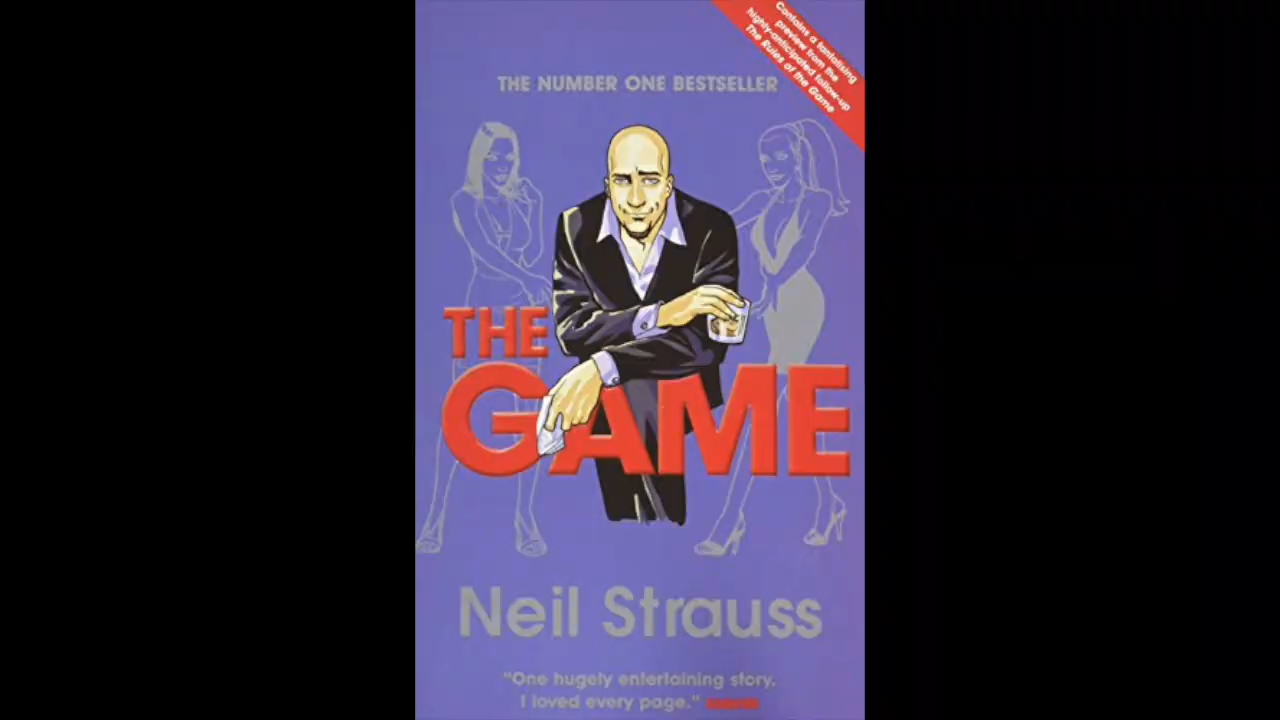 Contains a tantalising
preview from the
highly-anticipated follow-up
The Rules of the Game
THE NUMBER ONE BESTSELLER
THE
GAME
Neil Strauss
"One hugely entertaining story.
I loved every page."